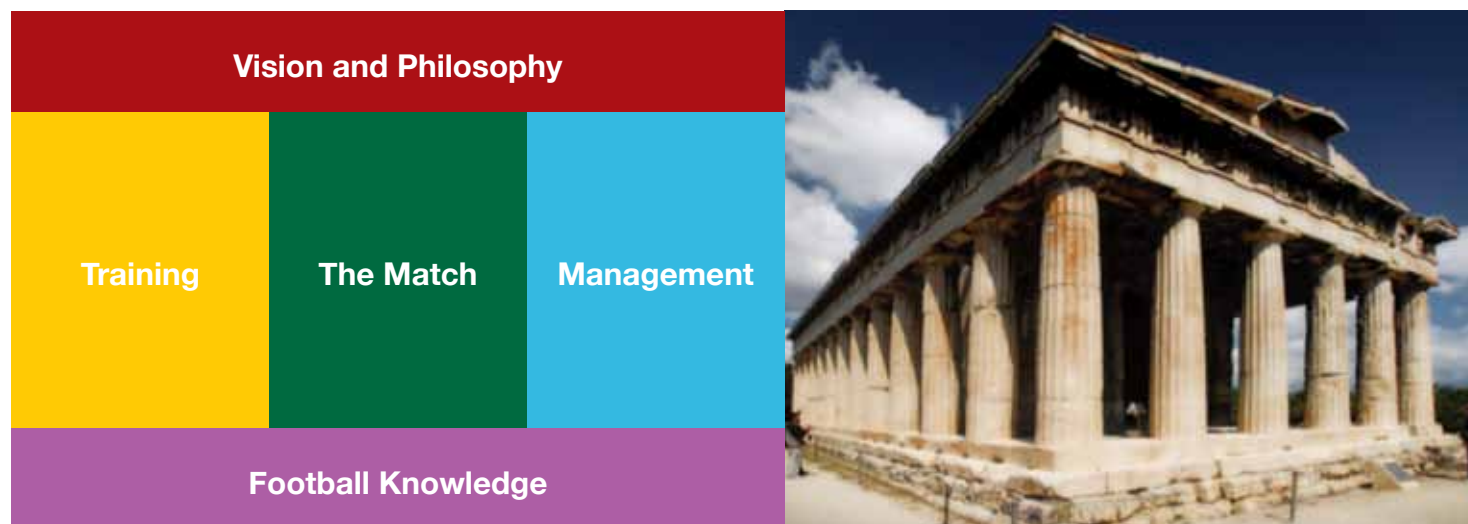 Vision and Philosophy
Training
The Match
Management
Football Knowledge